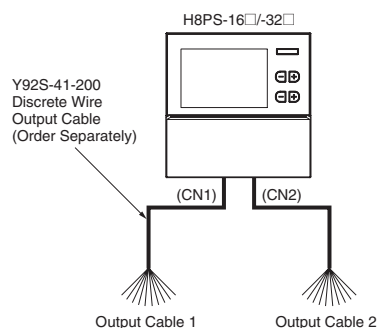 H8PS-16□/-32□
Y92S-41-200
Discrete Wire
Output Cable
(Order Separately)
(CN1) (CN2)
Output Cable 1 Output Cable 2